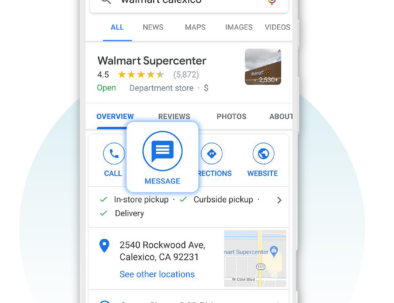 Walmart calexico
ALL NEWS MAPS IMAGES VIDEOS
Walmart Supercenter
4.5 (5,872)
2,530+
Open Department store · $
OVERVIEW REVIEWS PHOTOS ABOUT
CALL MESSAGE WEBSITE
In-store pickup · Curbside pickup ·
Delivery
2540 Rockwood Ave,
Calexico, CA 92231
See other locations
Supercenter